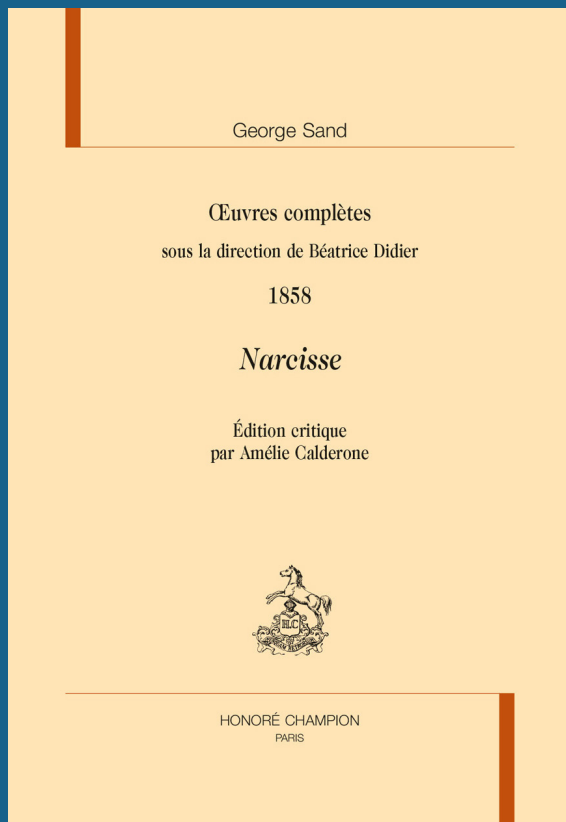 George Sand
Œuvres complètes
sous la direction de Béatrice Didier
1858
Narcisse
Édition critique
par Amélie Calderone
HLC
HONORÉ CHAMPION
PARIS